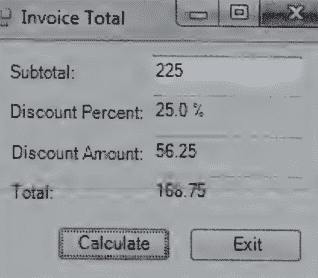 Invoice Total
Subtotal: 225
Discount Percent: 25.0 %
Discount Amount: 56.25
Total: 168.75
Calculate Exit